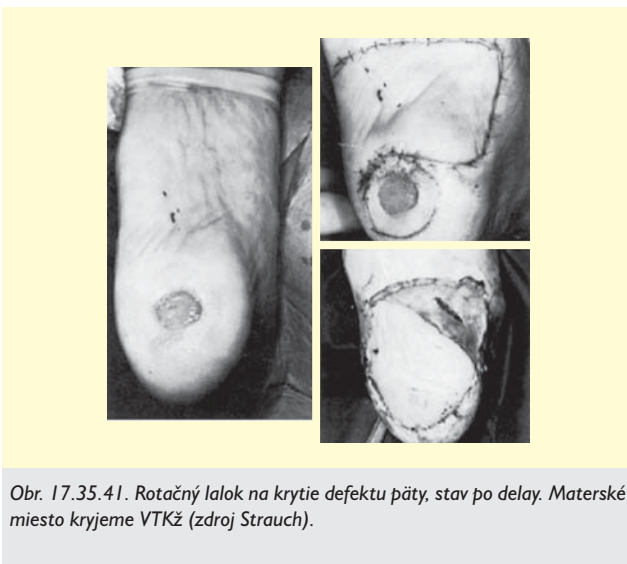 Obr. 17.35.41. Rotačný lalok na krytie defektu päty, stav po delay. Materské
miesto kryjeme VTKž (zdroj Strauch).